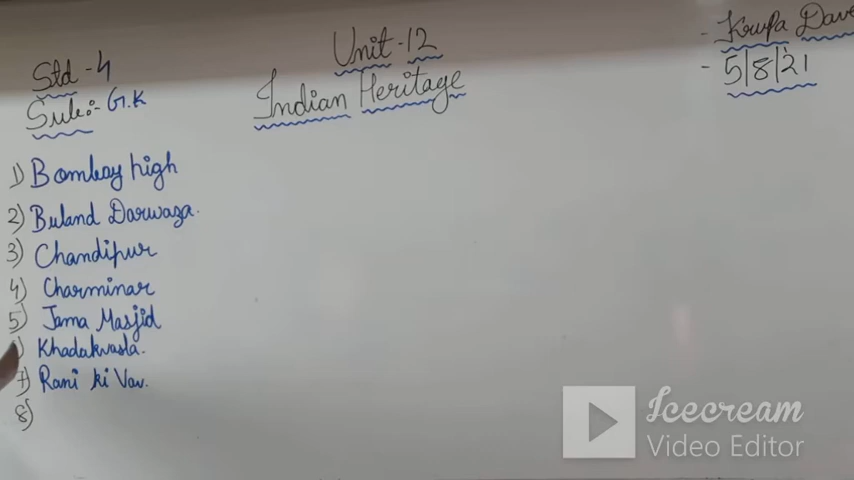 - Krupa Dave
Unit - 12
Std - 4
- 5/8/21
Sub:- G.K
Indian Heritage
1) Bombay high
2) Buland Darwaza.
3) Chandipur
4) Charminar
5) Jama Masjid
) Khadakvasla.
7) Rani ki Vav.
8)
Icecream
Video Editor